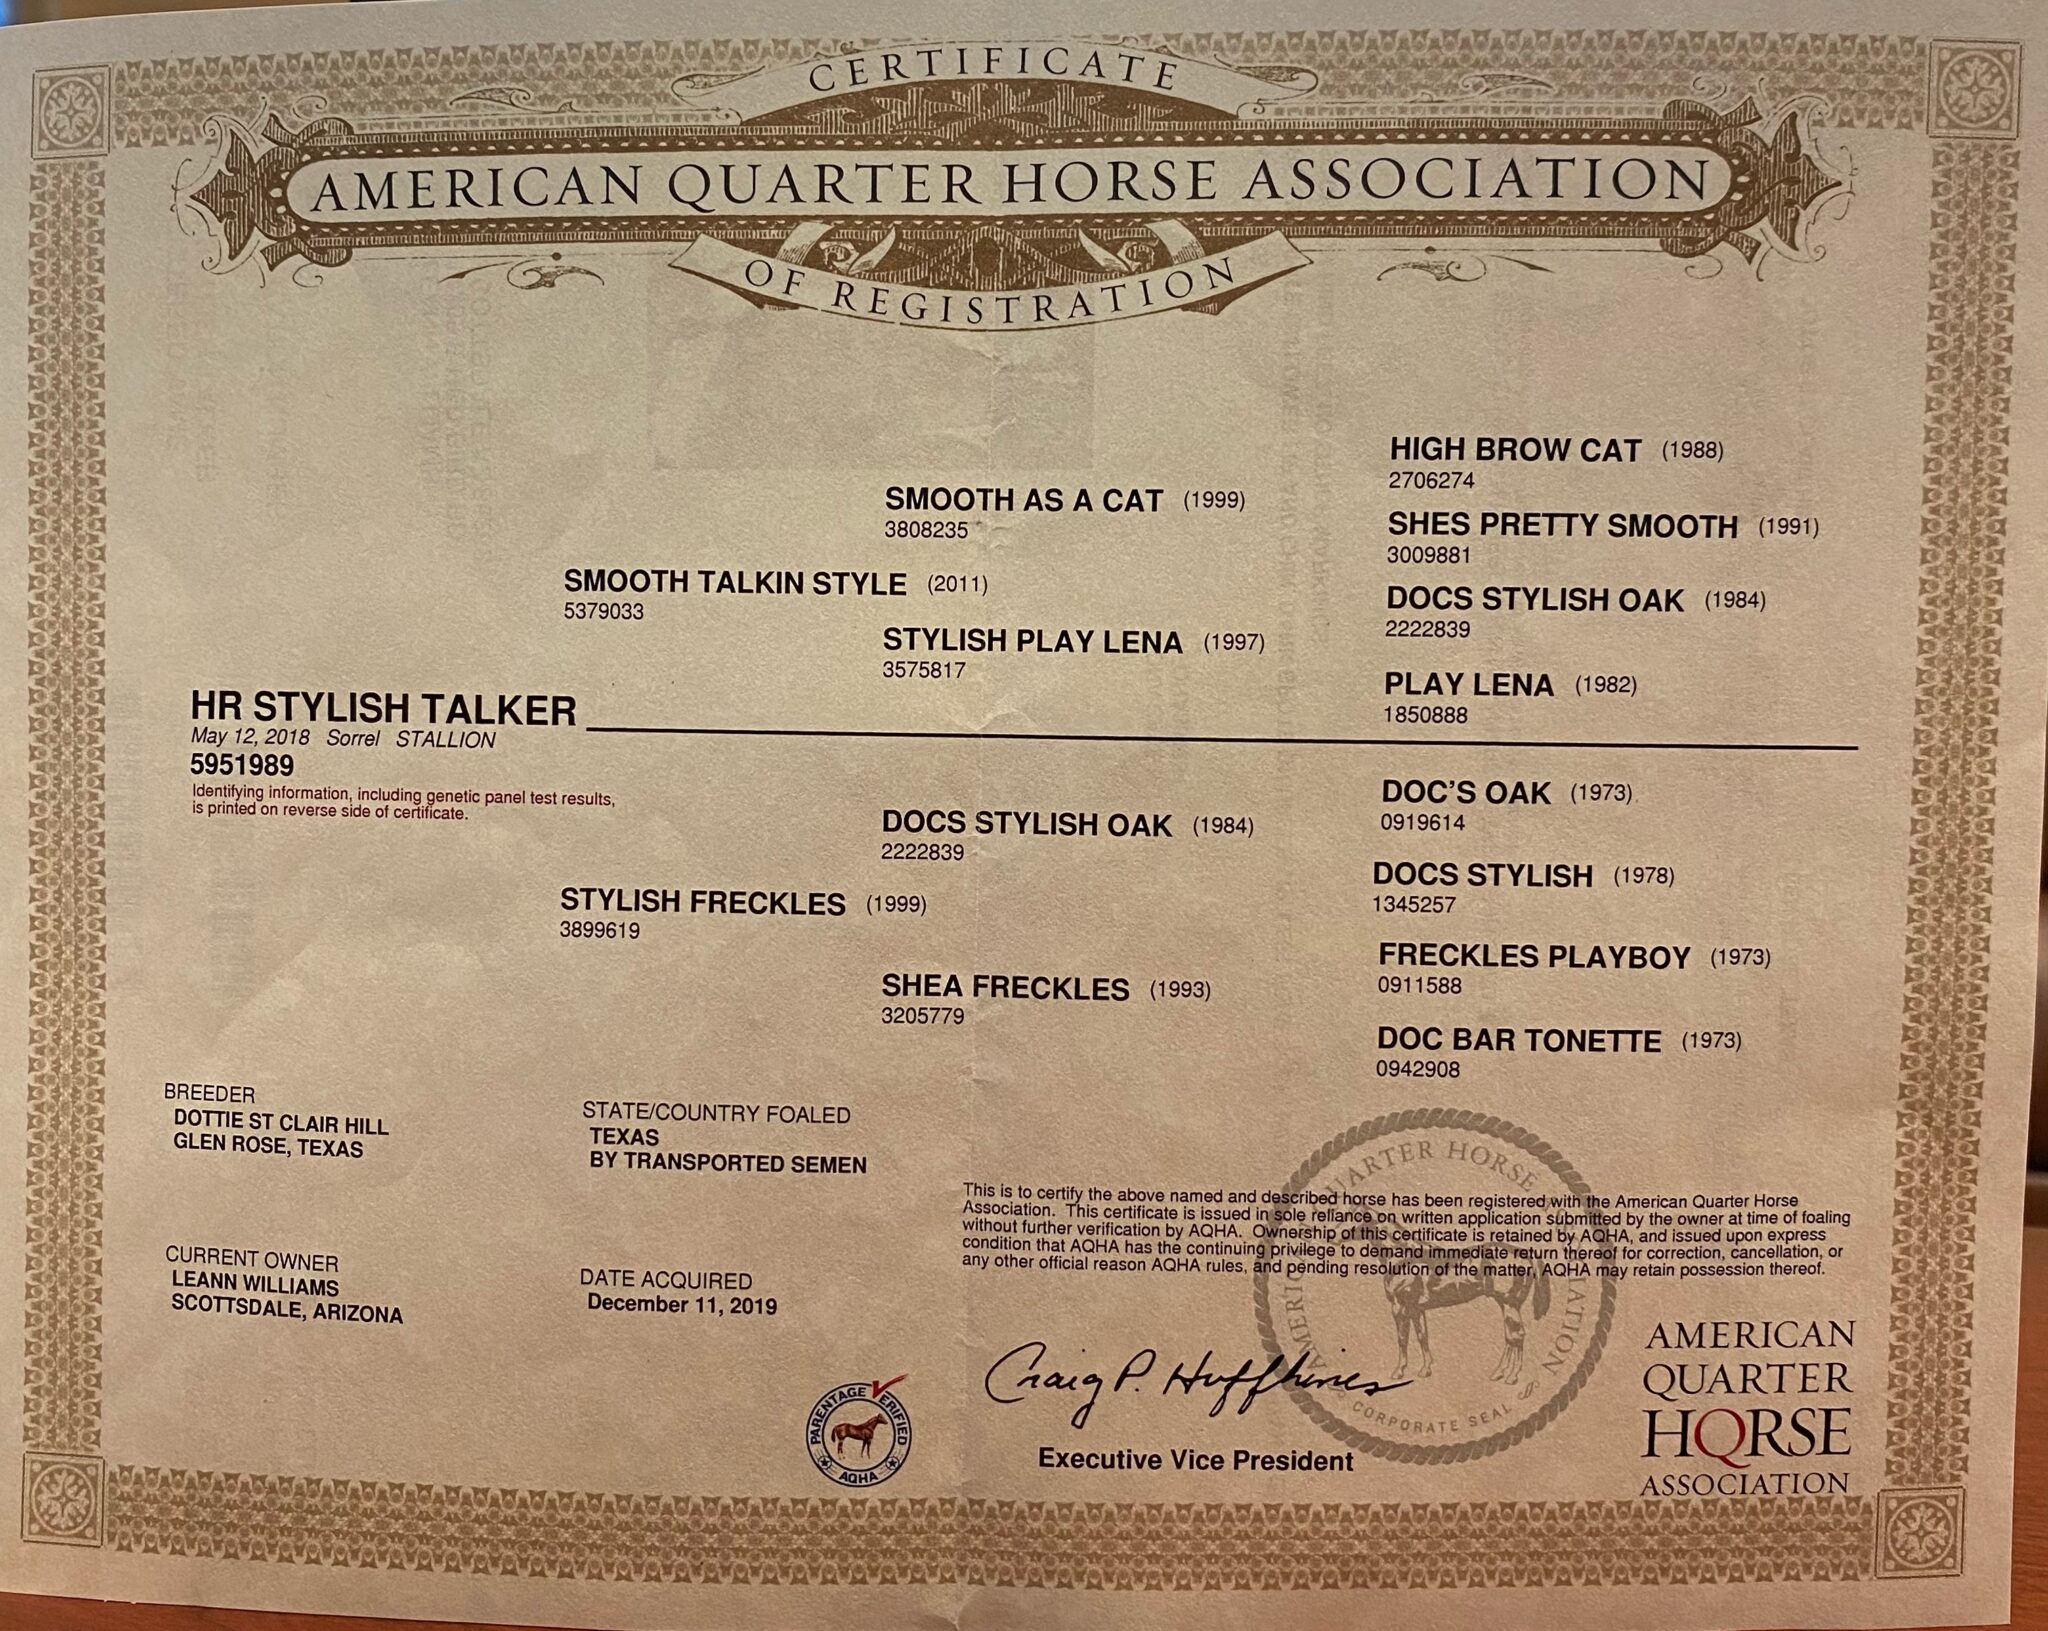 CERTIFICATE
AMERICAN QUARTER HORSE ASSOCIATION
OF REGISTRATION
HIGH BROW CAT (1988)
2706274
SMOOTH AS A CAT (1999)
3808235
SHES PRETTY SMOOTH (1991)
3009881
SMOOTH TALKIN STYLE (2011)
5379033
DOCS STYLISH OAK (1984)
2222839
STYLISH PLAY LENA (1997)
3575817
PLAY LENA (1982)
1850888
HR STYLISH TALKER
May 12, 2018 Sorrel STALLION
5951989
Identifying information, including genetic panel test results,
is printed on reverse side of certificate.
DOC'S OAK (1973)
0919614
DOCS STYLISH OAK (1984)
2222839
DOCS STYLISH (1978)
1345257
STYLISH FRECKLES (1999)
3899619
FRECKLES PLAYBOY (1973)
0911588
SHEA FRECKLES (1993)
3205779
DOC BAR TONETTE (1973)
0942908
BREEDER
DOTTIE ST CLAIR HILL
GLEN ROSE, TEXAS
STATE/COUNTRY FOALED
TEXAS
BY TRANSPORTED SEMEN
This is to certify the above named and described horse has been registered with the American Quarter Horse
Association. This certificate is issued in sole reliance on written application submitted by the owner at time of foaling
without further verification by AQHA. Ownership of this certificate is retained by AQHA, and issued upon express
condition that AQHA has the continuing privilege to demand immediate return thereof for correction, cancellation, or
any other official reason AQHA rules, and pending resolution of the matter, AQHA may retain possession thereof.
CURRENT OWNER
LEANN WILLIAMS
SCOTTSDALE, ARIZONA
DATE ACQUIRED
December 11, 2019
PARENTAGE VERIFIED
AQHA
Craig P. Huffhines
Executive Vice President
AMERICAN QUARTER HORSE ASSOCIATION
CORPORATE SEAL
AMERICAN
QUARTER
HORSE
ASSOCIATION